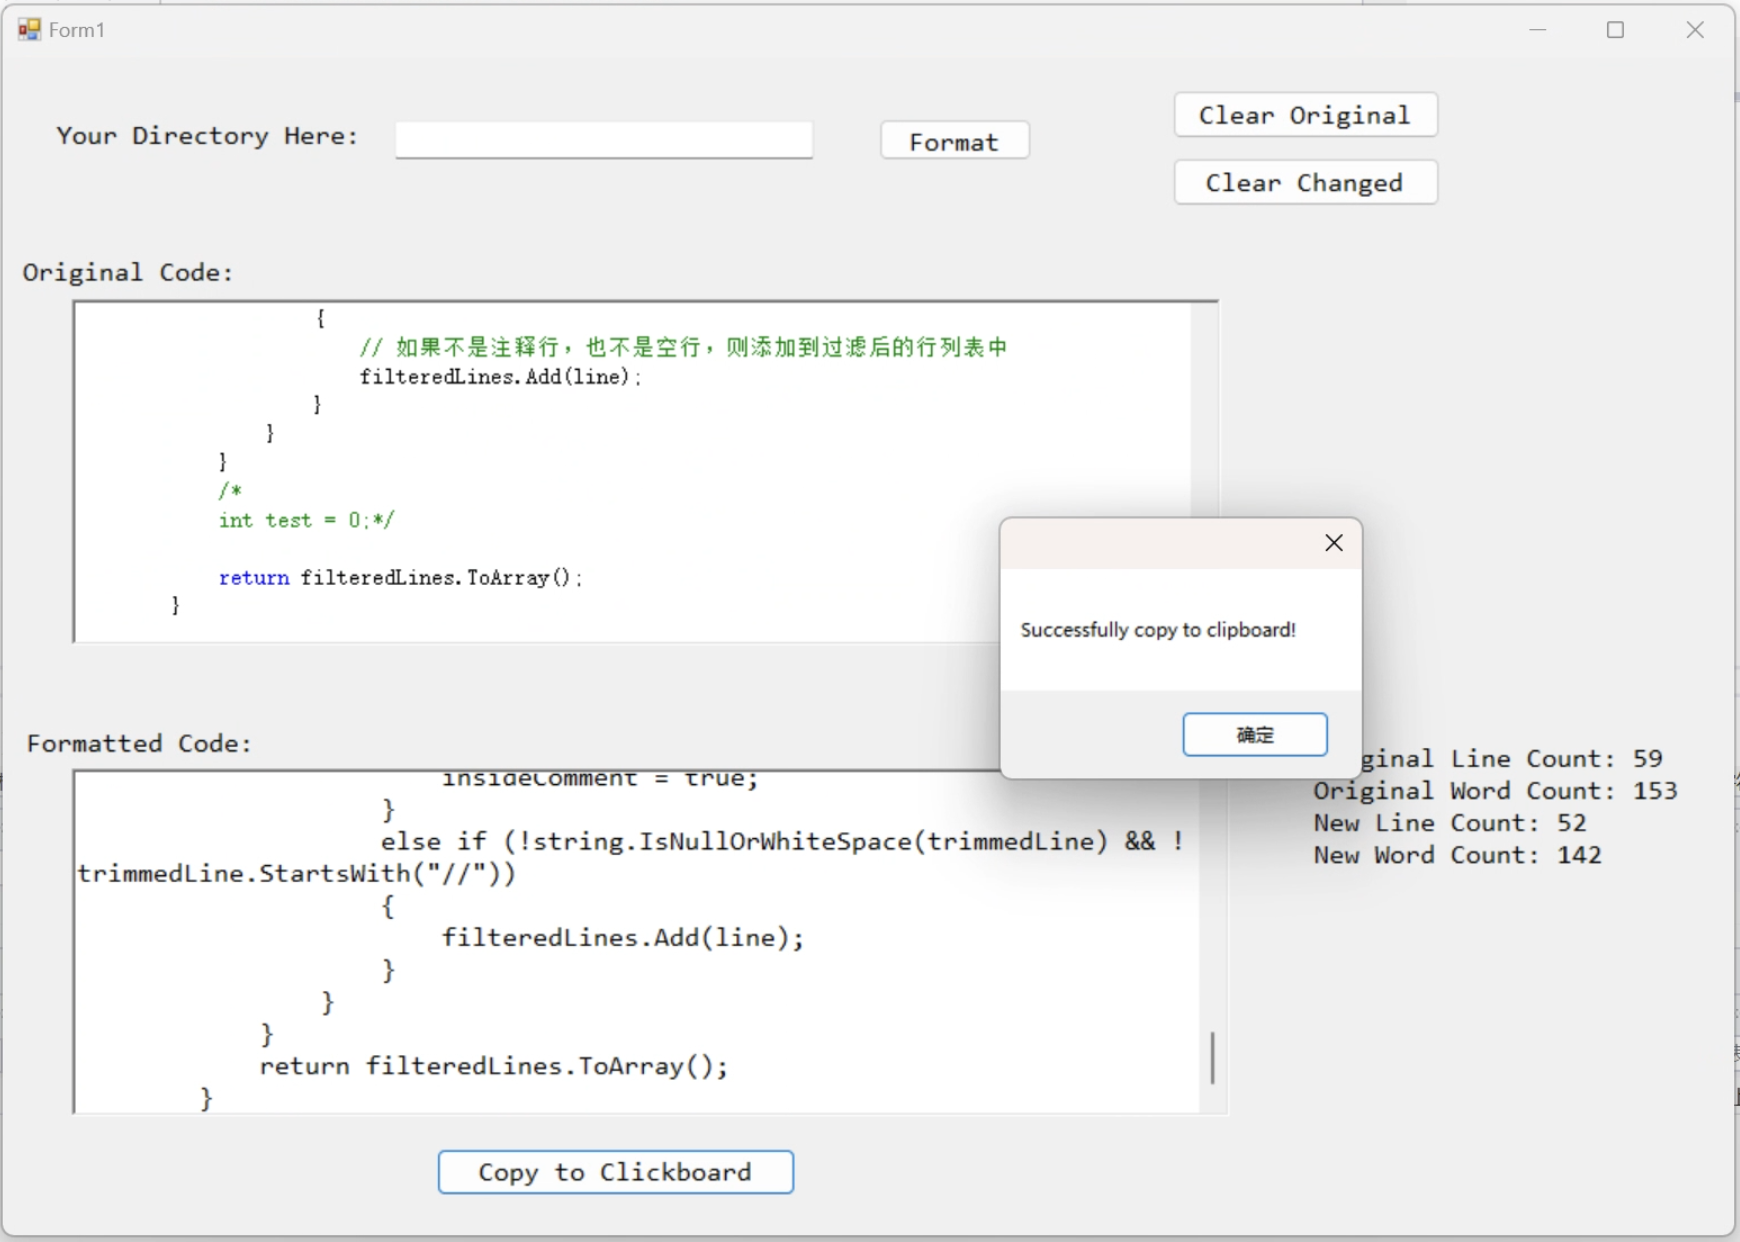 Form1
Your Directory Here:
Format
Clear Original
Clear Changed
Original Code:
{
// 如果不是注释行，也不是空行，则添加到过滤后的行列表中
filteredLines.Add(line);
}
}
}
/*
int test = 0;*/
return filteredLines.ToArray();
}
Successfully copy to clipboard!
确定
Formatted Code:
insideComment = true;
}
else if (!string.IsNullOrWhiteSpace(trimmedLine) && !
trimmedLine.StartsWith("//"))
{
filteredLines.Add(line);
}
}
}
return filteredLines.ToArray();
}
ginal Line Count: 59
Original Word Count: 153
New Line Count: 52
New Word Count: 142
Copy to Clickboard